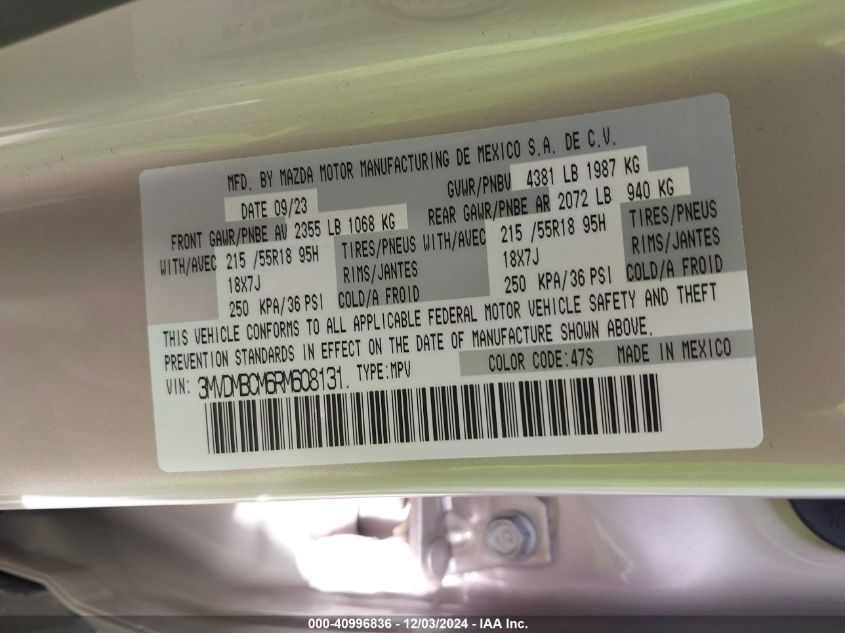 MFD. BY MAZDA MOTOR MANUFACTURING DE MEXICO S.A. DE C.V.
DATE 09/23 GVWR/PNBV 4381 LB 1987 KG
FRONT GAWR/PNBE AV 2355 LB 1068 KG REAR GAWR/PNBE AR 2072 LB 940 KG
WITH/AVEC 215 /55R18 95H TIRES/PNEUS WITH/AVEC 215 /55R18 95H TIRES/PNEUS
18X7J RIMS/JANTES 18X7J RIMS/JANTES
250 KPA/36 PSI COLD/A FROID 250 KPA/36 PSI COLD/A FROID
THIS VEHICLE CONFORMS TO ALL APPLICABLE FEDERAL MOTOR VEHICLE SAFETY AND THEFT
PREVENTION STANDARDS IN EFFECT ON THE DATE OF MANUFACTURE SHOWN ABOVE.
COLOR CODE:47S MADE IN MEXICO
VIN: 3MVDMBCM6RM608131. TYPE:MPV
000-40996836 - 12/03/2024 - IAA Inc.